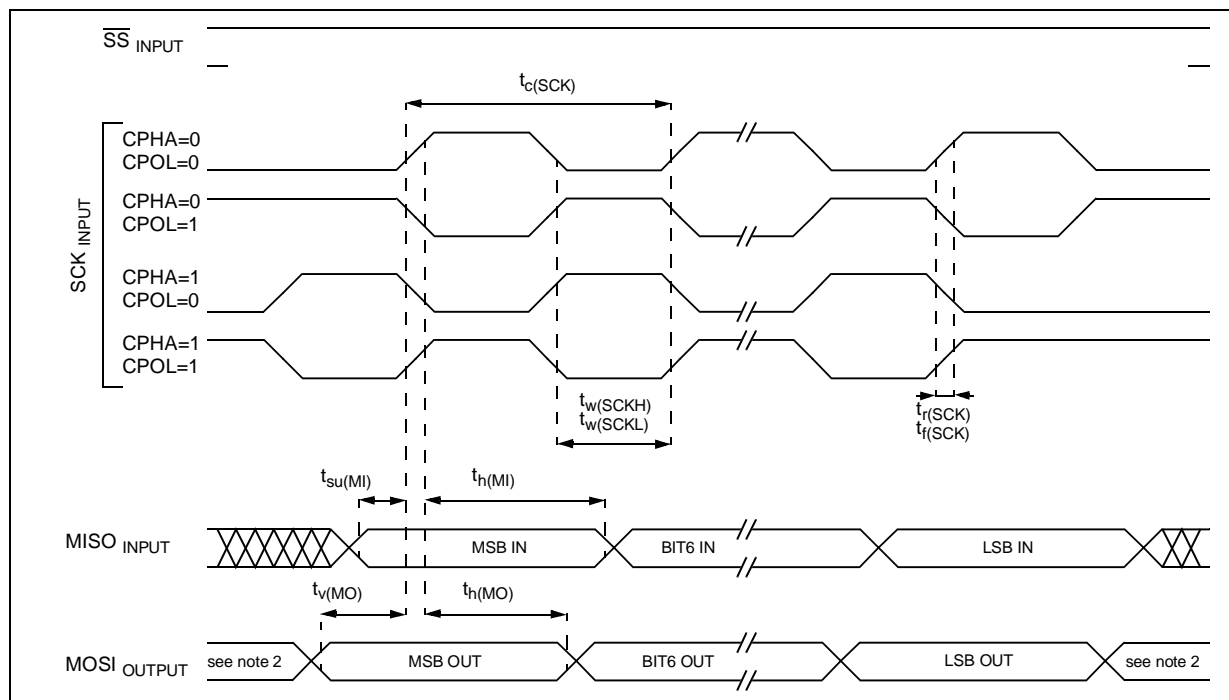 SS INPUT
tc(SCK)
SCK INPUT
CPHA=0
CPOL=0
CPHA=0
CPOL=1
CPHA=1
CPOL=0
CPHA=1
CPOL=1
tw(SCKH)
tw(SCKL)
tr(SCK)
tf(SCK)
tsu(MI)
th(MI)
MISO INPUT
MSB IN
BIT6 IN
LSB IN
tv(MO)
th(MO)
MOSI OUTPUT
see note 2
MSB OUT
BIT6 OUT
LSB OUT
see note 2